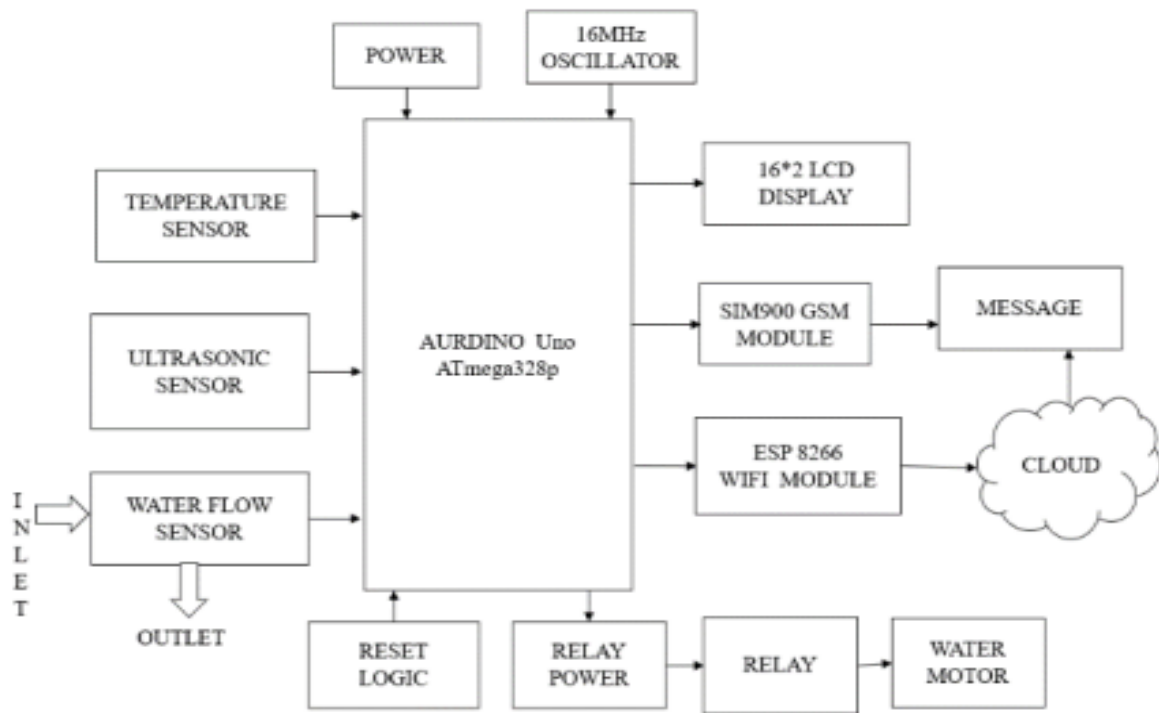 POWER
16MHz
OSCILLATOR
TEMPERATURE
SENSOR
ULTRASONIC
SENSOR
INLET
WATER FLOW
SENSOR
OUTLET
AURDINO Uno
ATmega328p
16*2 LCD
DISPLAY
SIM900 GSM
MODULE
MESSAGE
ESP 8266
WIFI MODULE
CLOUD
RESET
LOGIC
RELAY
POWER
RELAY
WATER
MOTOR